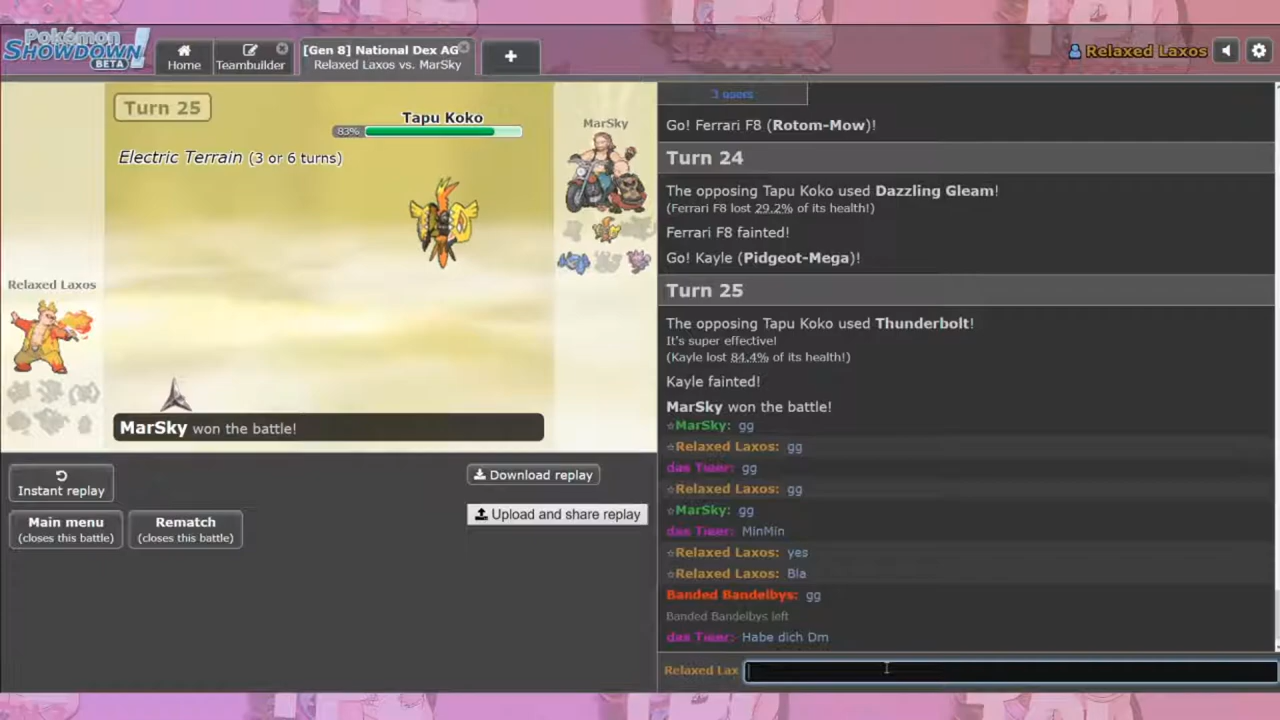 Pokémon
SHOWDOWN!
BETA
Home
Teambuilder
[Gen 8] National Dex AG
Relaxed Laxos vs. MarSky
+
Relaxed Laxos
Turn 25
Tapu Koko
83%
Electric Terrain (3 or 6 turns)
MarSky
Relaxed Laxos
MarSky won the battle!
Instant replay
Download replay
Upload and share replay
Main menu
(closes this battle)
Rematch
(closes this battle)
3 users
Go! Ferrari F8 (Rotom-Mow)!
Turn 24
The opposing Tapu Koko used Dazzling Gleam!
(Ferrari F8 lost 29.2% of its health!)
Ferrari F8 fainted!
Go! Kayle (Pidgeot-Mega)!
Turn 25
The opposing Tapu Koko used Thunderbolt!
It's super effective!
(Kayle lost 84.4% of its health!)
Kayle fainted!
MarSky won the battle!
☆MarSky: gg
☆Relaxed Laxos: gg
das Tiger: gg
☆Relaxed Laxos: gg
☆MarSky: gg
das Tiger: MinMin
☆Relaxed Laxos: yes
☆Relaxed Laxos: Bla
Banded Bandelbys: gg
Banded Bandelbys left
das Tiger: Habe dich Dm
Relaxed Lax